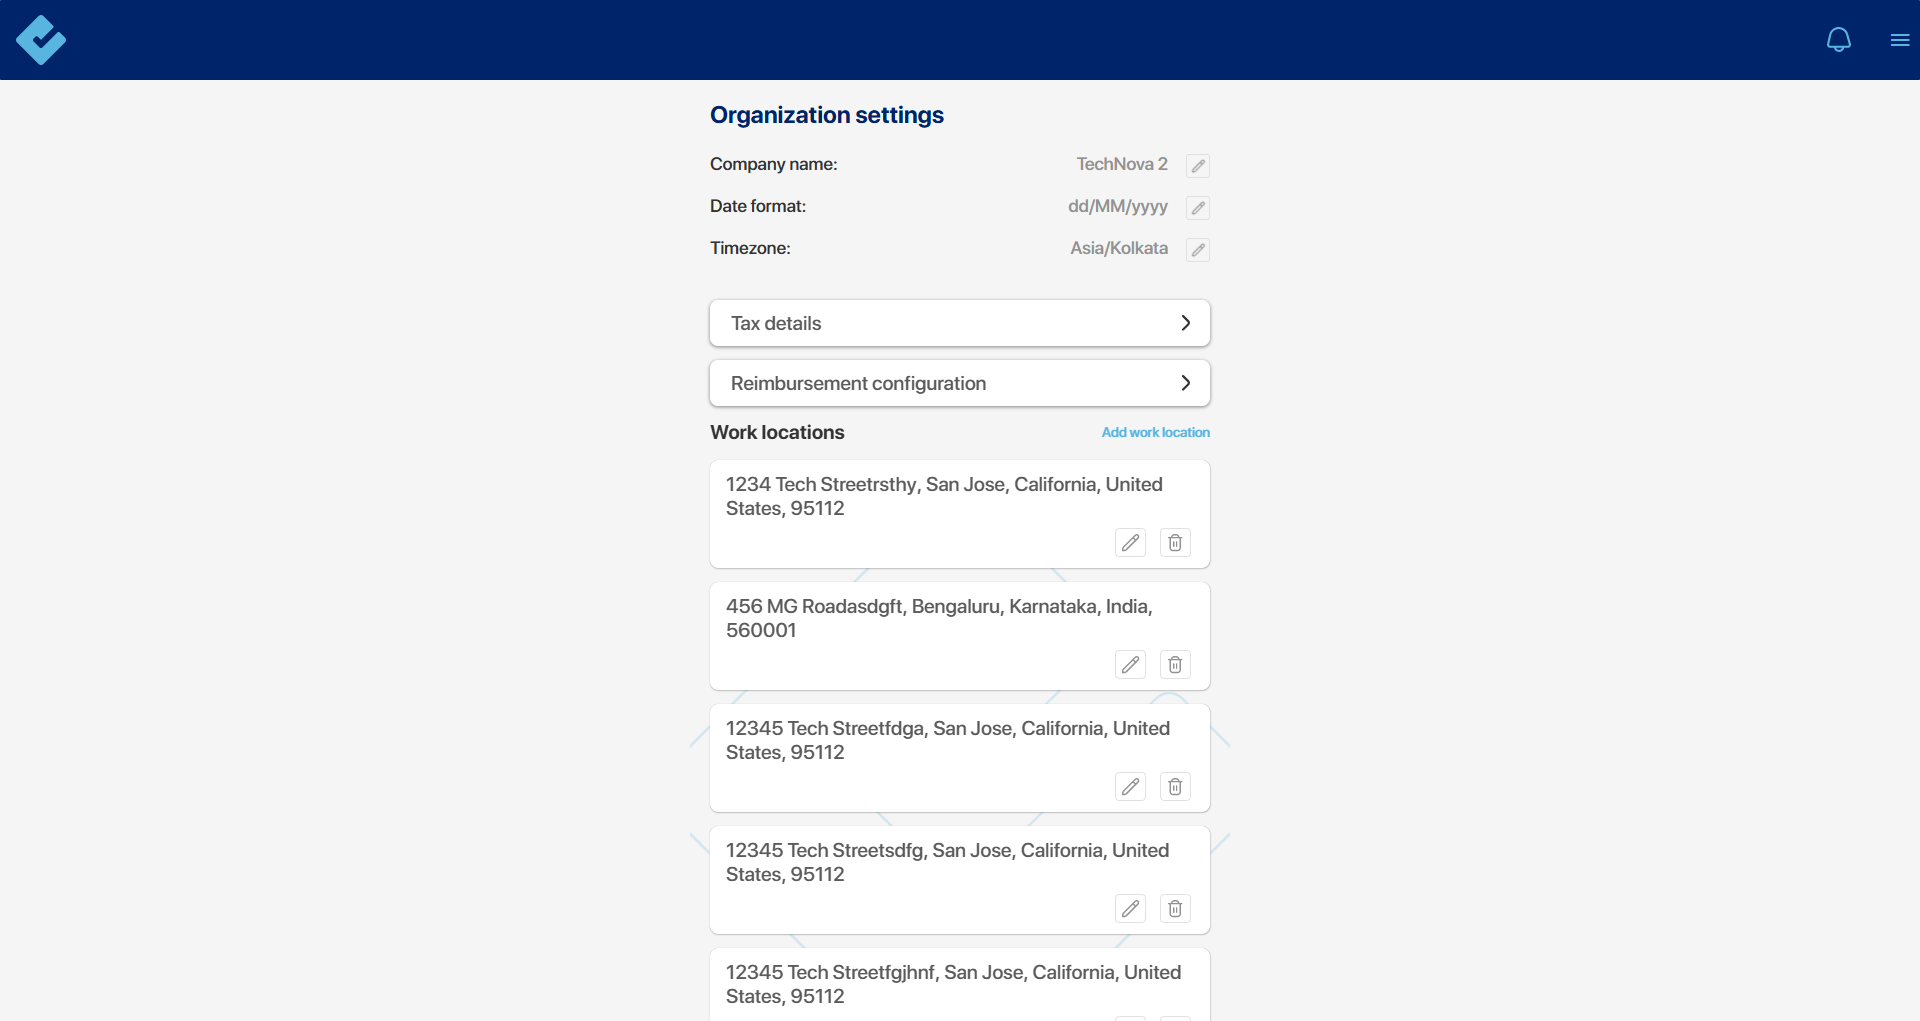 Organization settings
Company name: TechNova 2
Date format: dd/MM/yyyy
Timezone: Asia/Kolkata
Tax details
Reimbursement configuration
Work locations Add work location
1234 Tech Streetrsthy, San Jose, California, United
States, 95112
456 MG Roadasdgft, Bengaluru, Karnataka, India,
560001
12345 Tech Streetfdga, San Jose, California, United
States, 95112
12345 Tech Streetsdfg, San Jose, California, United
States, 95112
12345 Tech Streetfgjhnf, San Jose, California, United
States, 95112